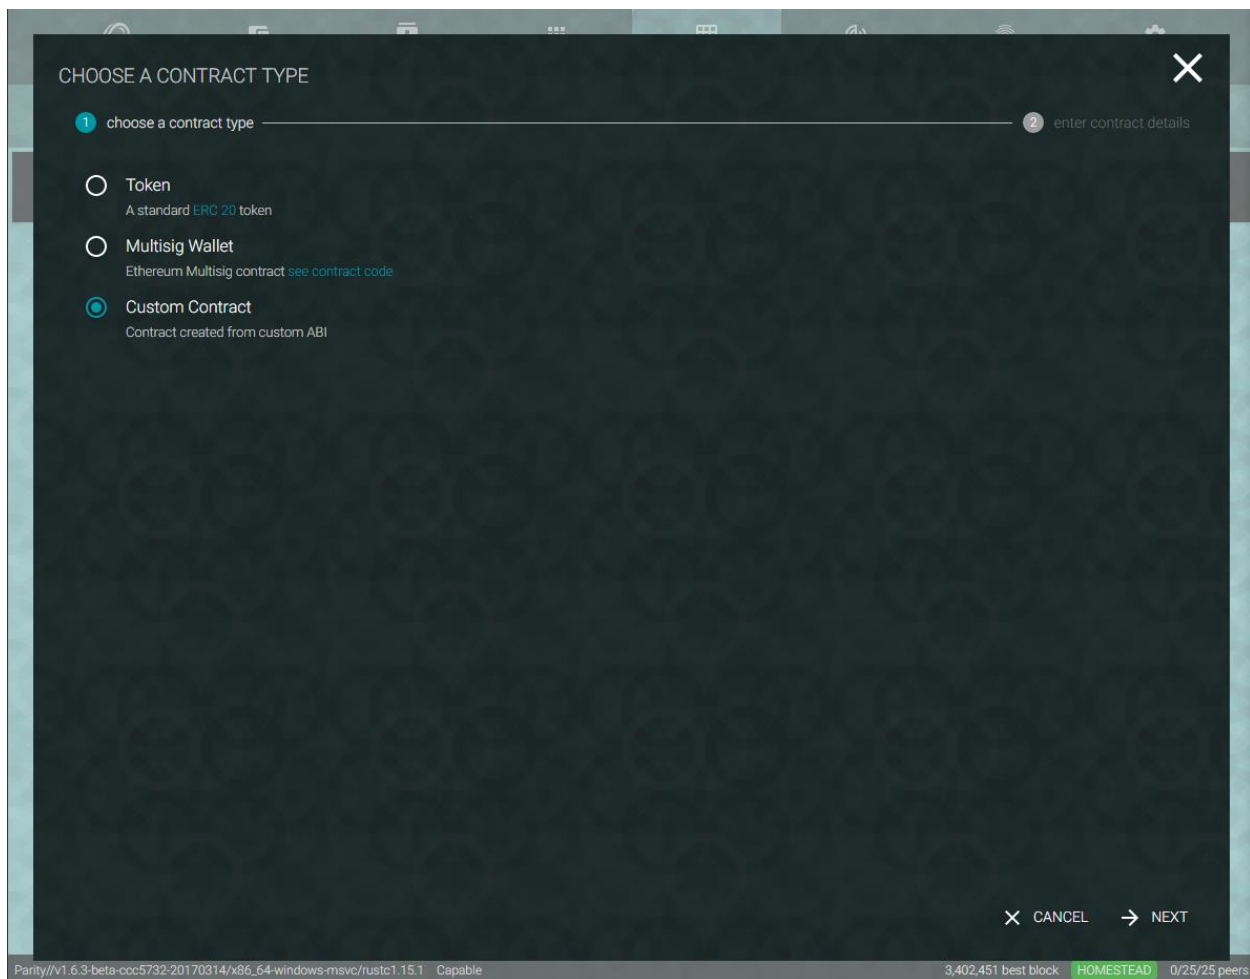 CHOOSE A CONTRACT TYPE
1 choose a contract type 2 enter contract details
Token
A standard ERC 20 token
Multisig Wallet
Ethereum Multisig contract see contract code
Custom Contract
Contract created from custom ABI
CANCEL NEXT
Parity//v1.6.3-beta-ccc5732-20170314/x86_64-windows-msvc/rustc1.15.1 Capable 3,402,451 best block HOMESTEAD 0/25/25 peers